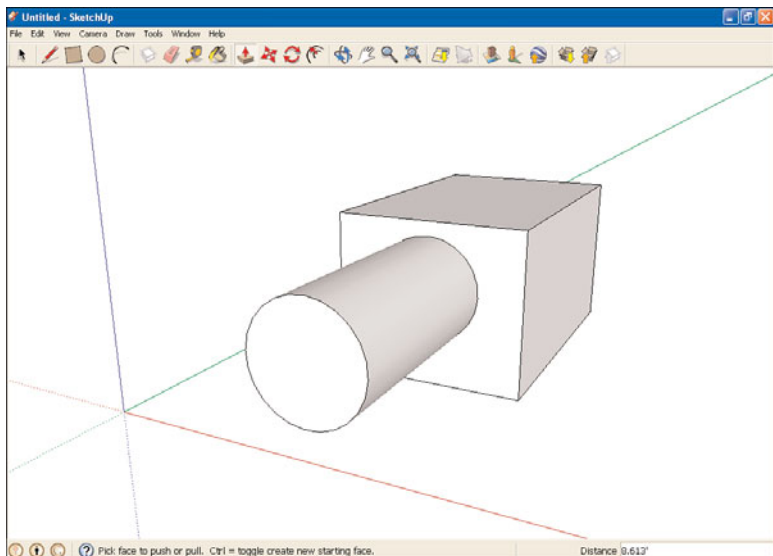 Untitled - SketchUp
File Edit View Camera Draw Tools Window Help
Pick face to push or pull. Ctrl = toggle create new starting face. Distance 8.613'